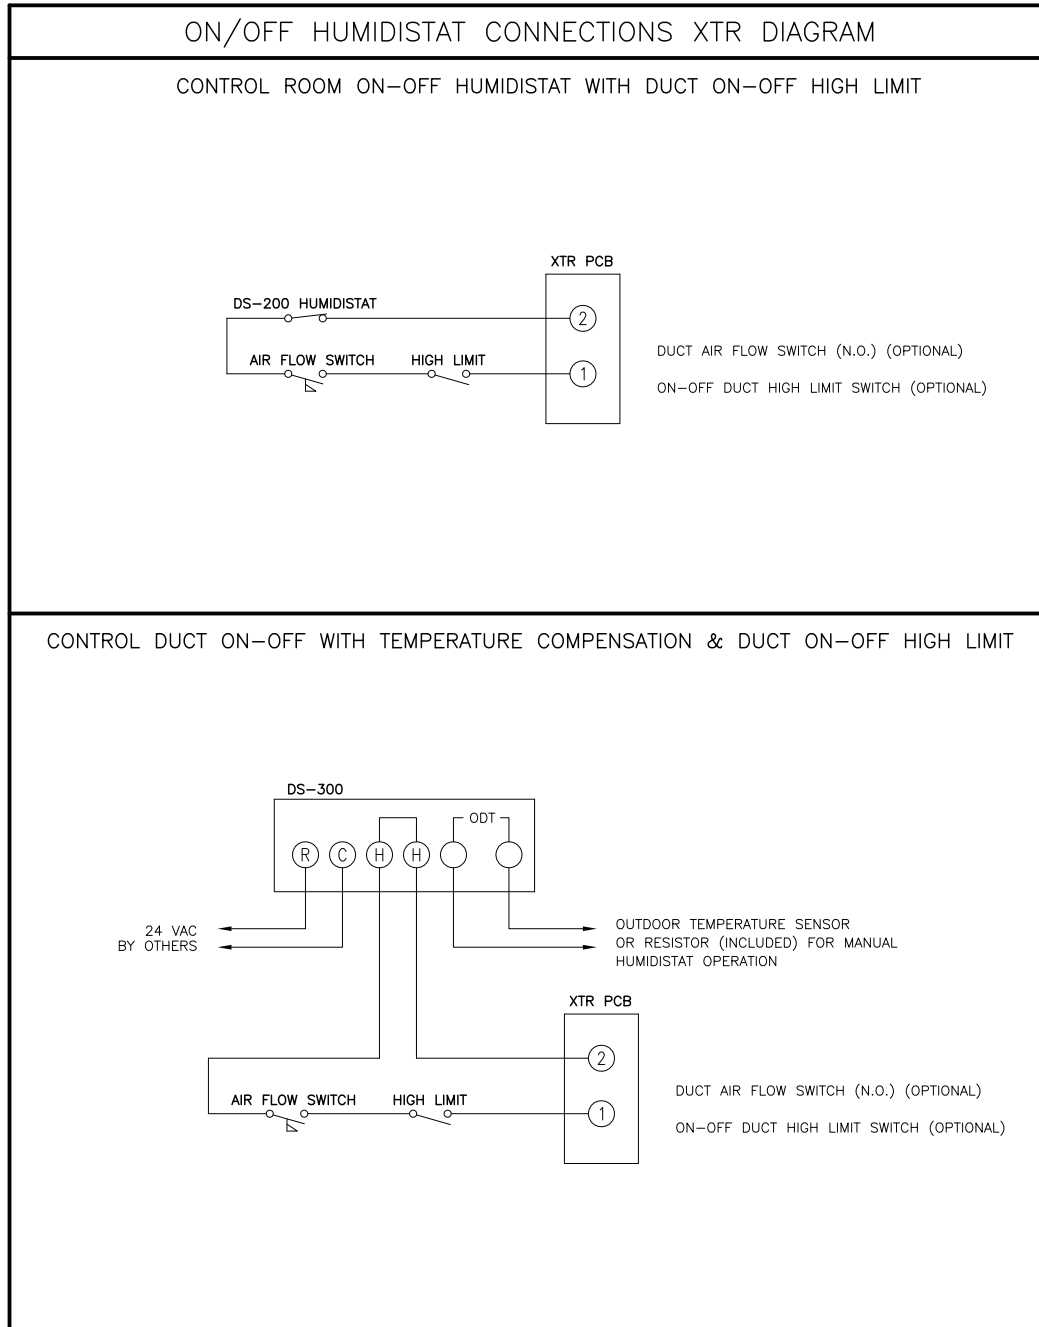 ON/OFF HUMIDISTAT CONNECTIONS XTR DIAGRAM
CONTROL ROOM ON-OFF HUMIDISTAT WITH DUCT ON-OFF HIGH LIMIT
XTR PCB
DS-200 HUMIDISTAT
2
AIR FLOW SWITCH
HIGH LIMIT
1
DUCT AIR FLOW SWITCH (N.O.) (OPTIONAL)
ON-OFF DUCT HIGH LIMIT SWITCH (OPTIONAL)
CONTROL DUCT ON-OFF WITH TEMPERATURE COMPENSATION & DUCT ON-OFF HIGH LIMIT
DS-300
ODT
R C H H
24 VAC
BY OTHERS
OUTDOOR TEMPERATURE SENSOR
OR RESISTOR (INCLUDED) FOR MANUAL
HUMIDISTAT OPERATION
XTR PCB
2
AIR FLOW SWITCH
HIGH LIMIT
1
DUCT AIR FLOW SWITCH (N.O.) (OPTIONAL)
ON-OFF DUCT HIGH LIMIT SWITCH (OPTIONAL)